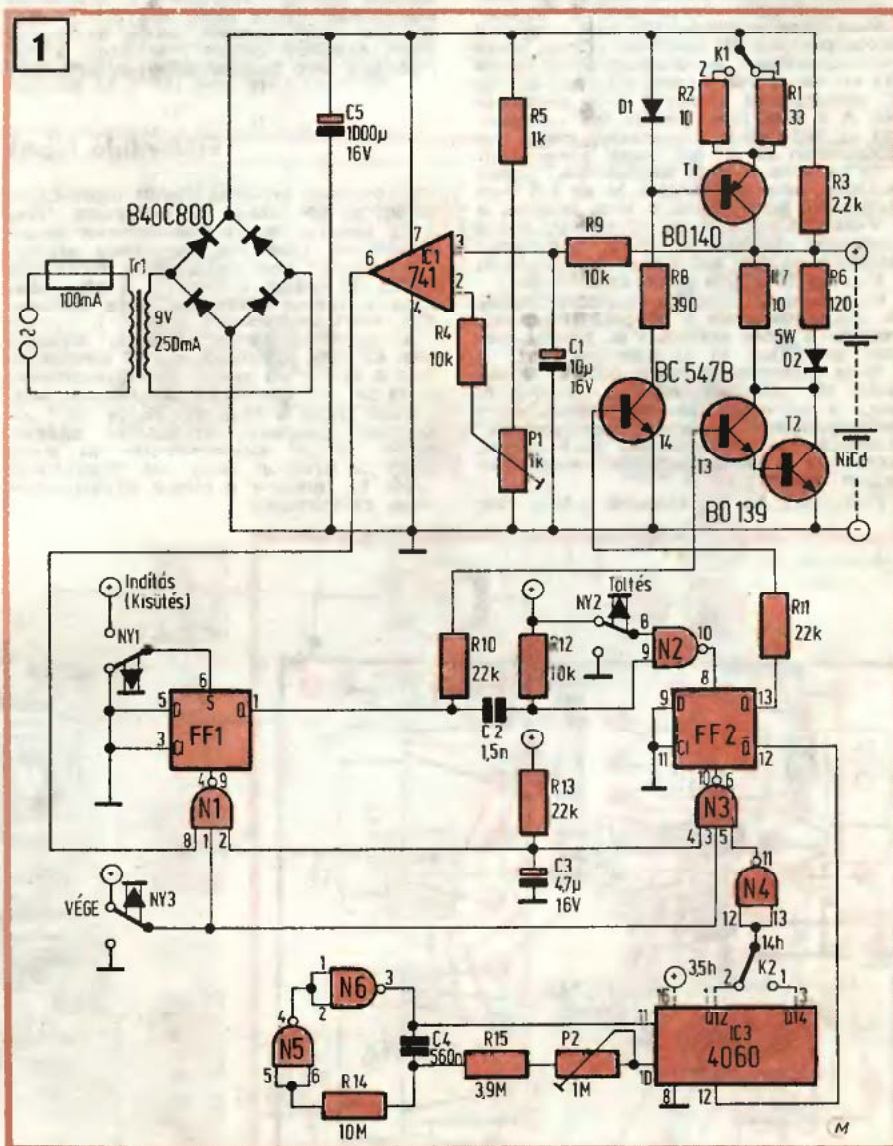 1
B40C800
100mA
Tr1
9V
250mA
C5
1000µ
16V
R5
1k
D1
K1
2
1
R2
10
R1
33
T1
BD140
R3
2,2k
7
6
IC1
741
3
2
4
R9
10k
R4
10k
C1
10µ
16V
P1
1k
R8
390
BC 547B
T4
R7
10
5W
R6
120
D2
T2
T3
BD139
NiCd
Indítás
(Kisütés)
NY1
6
5
D
S
Q
1
3
Cl
FF1
4
9
N1
8
1
2
VÉGE
NY3
R10
22k
C2
1,5n
R12
10k
NY2
Töltés
8
9
N2
10
R11
22k
8
9
D
Q
13
11
Cl
FF2
Q
12
10
6
N3
4
3
5
R13
22k
C3
4,7µ
16V
11
N4
12
13
14h
3,5h
K2
2
1
16
1
3
Q12
Q14
11
IC3
4060
10
8
12
1
2
N6
3
4
N5
5
6
R14
10M
C4
560n
R15
3,9M
P2
1M
M